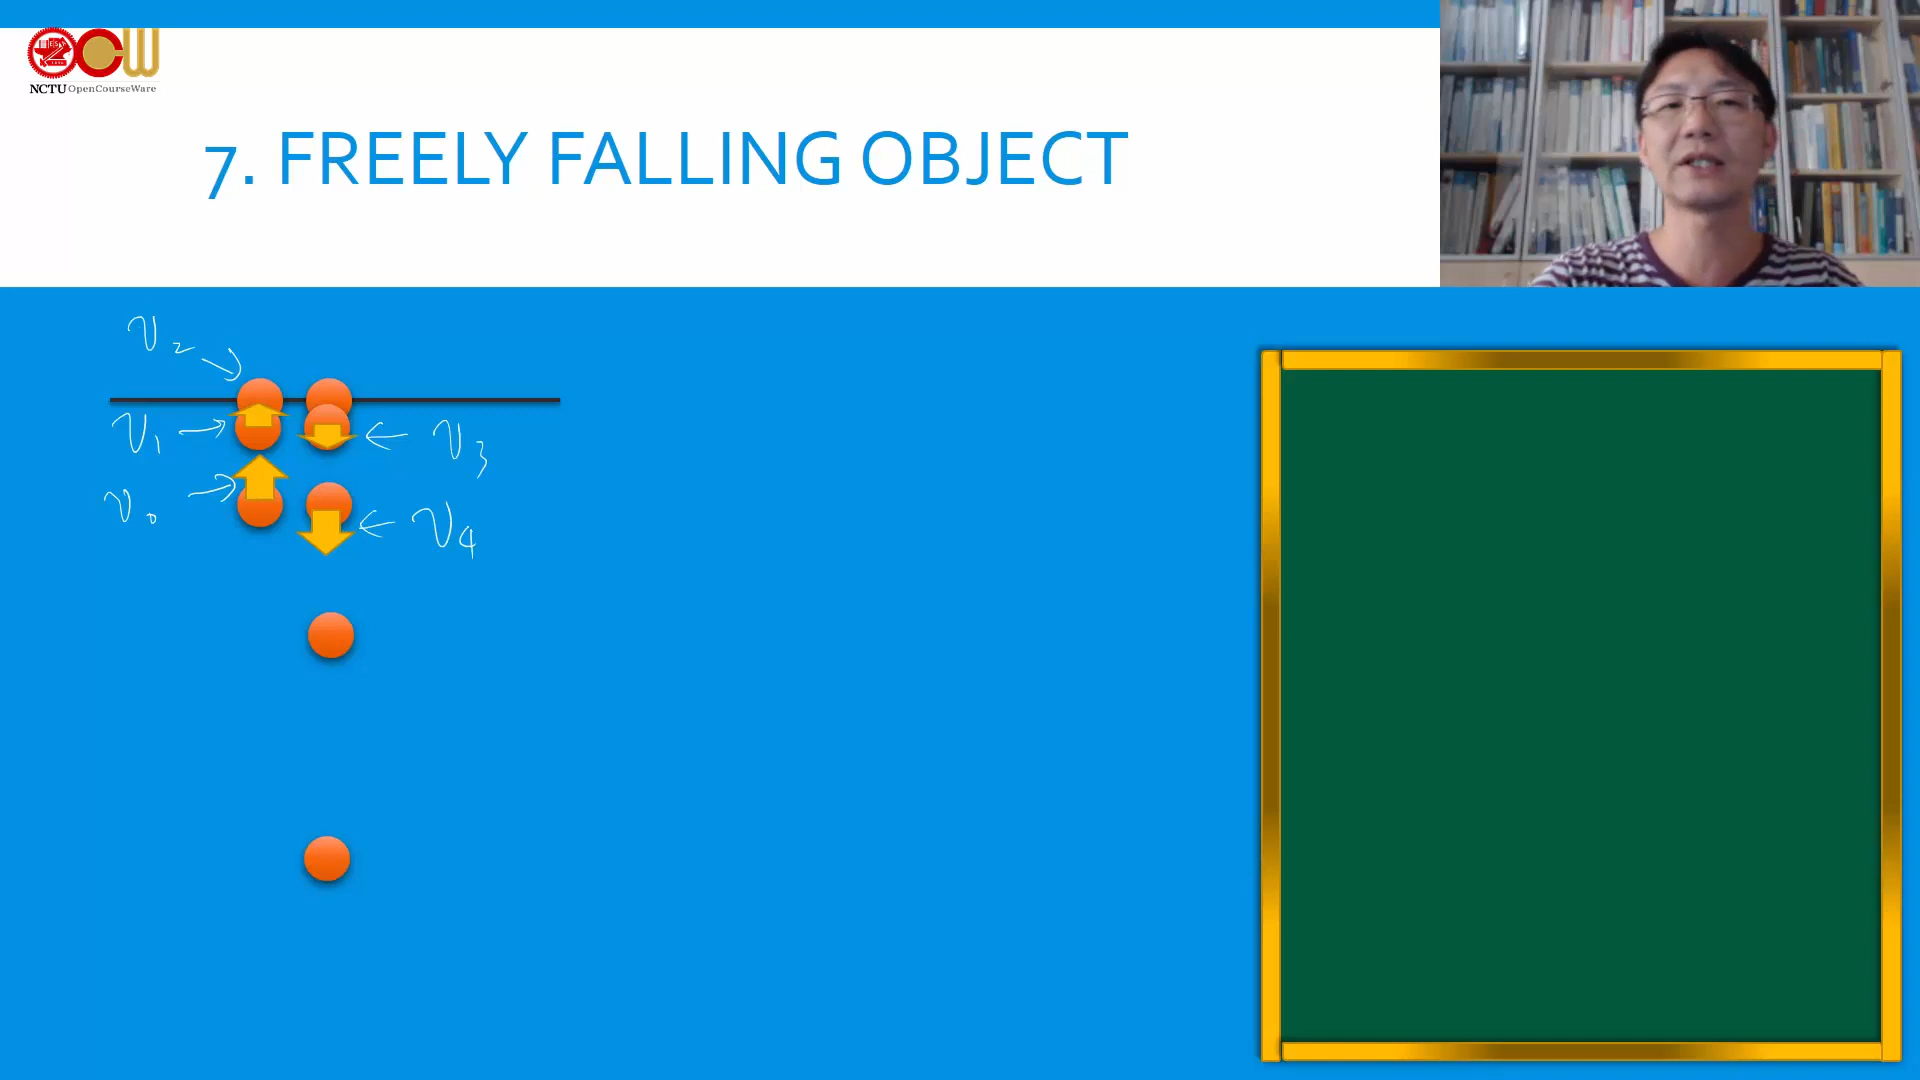 NCTU OpenCourseWare
7. FREELY FALLING OBJECT
v₂
v₁
v₃
v₀
v₄